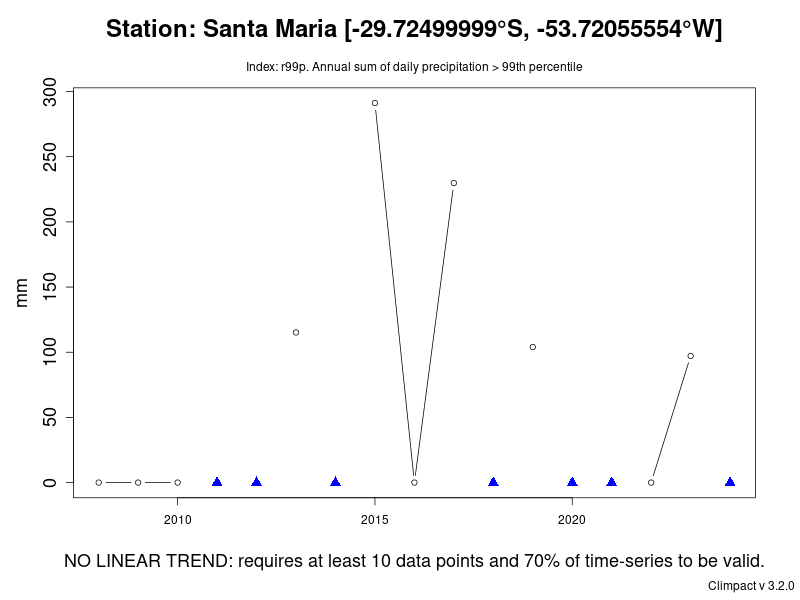 Station: Santa Maria [-29.72499999°S, -53.72055554°W]
Index: r99p. Annual sum of daily precipitation > 99th percentile
300
250
200
150
100
50
0
mm
2010 2015 2020
NO LINEAR TREND: requires at least 10 data points and 70% of time-series to be valid.
Climpact v 3.2.0